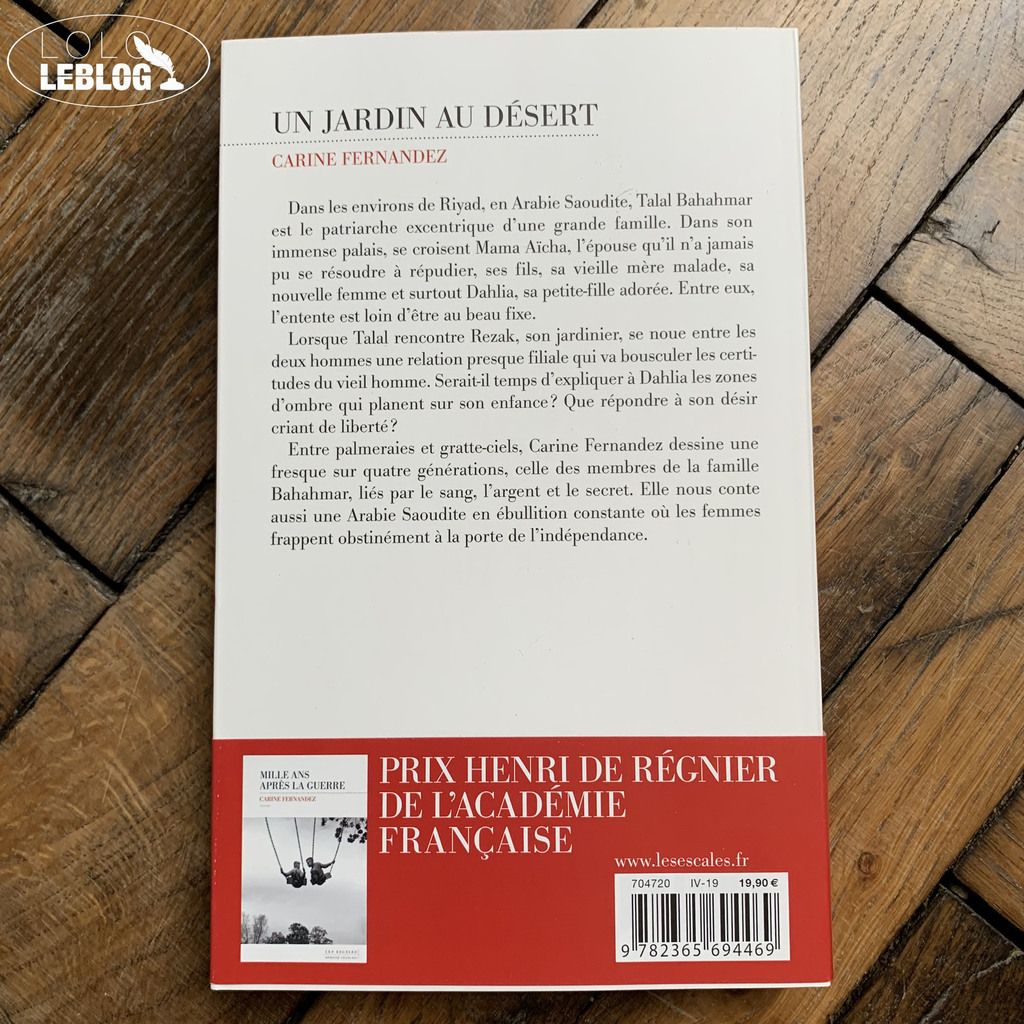 LOLO
LEBLOG
UN JARDIN AU DÉSERT
CARINE FERNANDEZ
Dans les environs de Riyad, en Arabie Saoudite, Talal Bahahmar
est le patriarche excentrique d'une grande famille. Dans son
immense palais, se croisent Mama Aïcha, l'épouse qu'il n'a jamais
pu se résoudre à répudier, ses fils, sa vieille mère malade, sa
nouvelle femme et surtout Dahlia, sa petite-fille adorée. Entre eux,
l'entente est loin d'être au beau fixe.
Lorsque Talal rencontre Rezak, son jardinier, se noue entre les
deux hommes une relation presque filiale qui va bousculer les certi-
tudes du vieil homme. Serait-il temps d'expliquer à Dahlia les zones
d'ombre qui planent sur son enfance ? Que répondre à son désir
criant de liberté ?
Entre palmeraies et gratte-ciels, Carine Fernandez dessine une
fresque sur quatre générations, celle des membres de la famille
Bahahmar, liés par le sang, l'argent et le secret. Elle nous conte
aussi une Arabie Saoudite en ébullition constante où les femmes
frappent obstinément à la porte de l'indépendance.
MILLE ANS
APRÈS LA GUERRE
CARINE FERNANDEZ
PRIX HENRI DE RÉGNIER
DE L'ACADÉMIE
FRANÇAISE
www.lesescales.fr
704720 IV-19 19,90 €
9 782365 694469